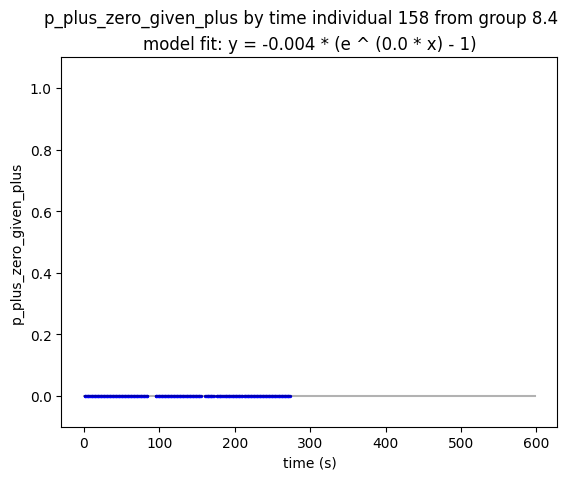 p_plus_zero_given_plus by time individual 158 from group 8.4
model fit: y = -0.004 * (e ^ (0.0 * x) - 1)
1.0
0.8
0.6
0.4
0.2
0.0
p_plus_zero_given_plus
0 100 200 300 400 500 600
time (s)